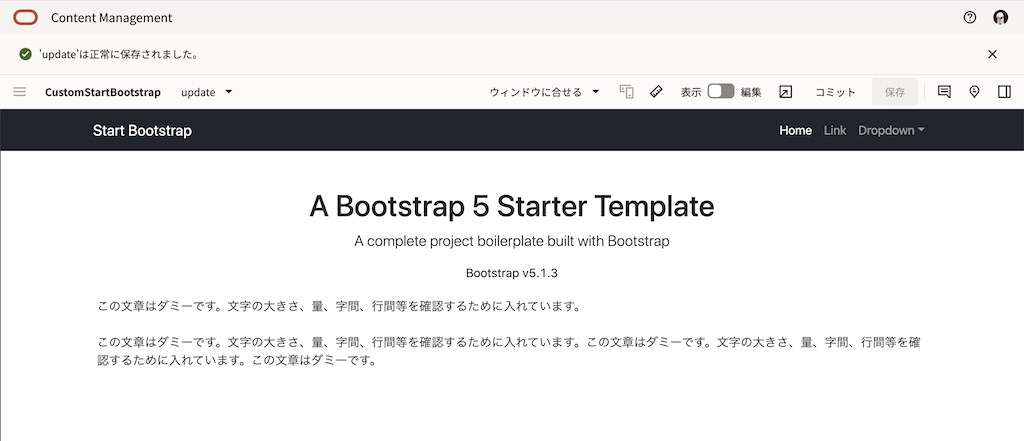 Content Management
'update'は正常に保存されました。
CustomStartBootstrap update ウィンドウに合せる 表示 編集 コミット 保存
Start Bootstrap Home Link Dropdown
A Bootstrap 5 Starter Template
A complete project boilerplate built with Bootstrap
Bootstrap v5.1.3
この文章はダミーです。文字の大きさ、量、字間、行間等を確認するために入れています。
この文章はダミーです。文字の大きさ、量、字間、行間等を確認するために入れています。この文章はダミーです。文字の大きさ、量、字間、行間等を確
認するために入れています。この文章はダミーです。